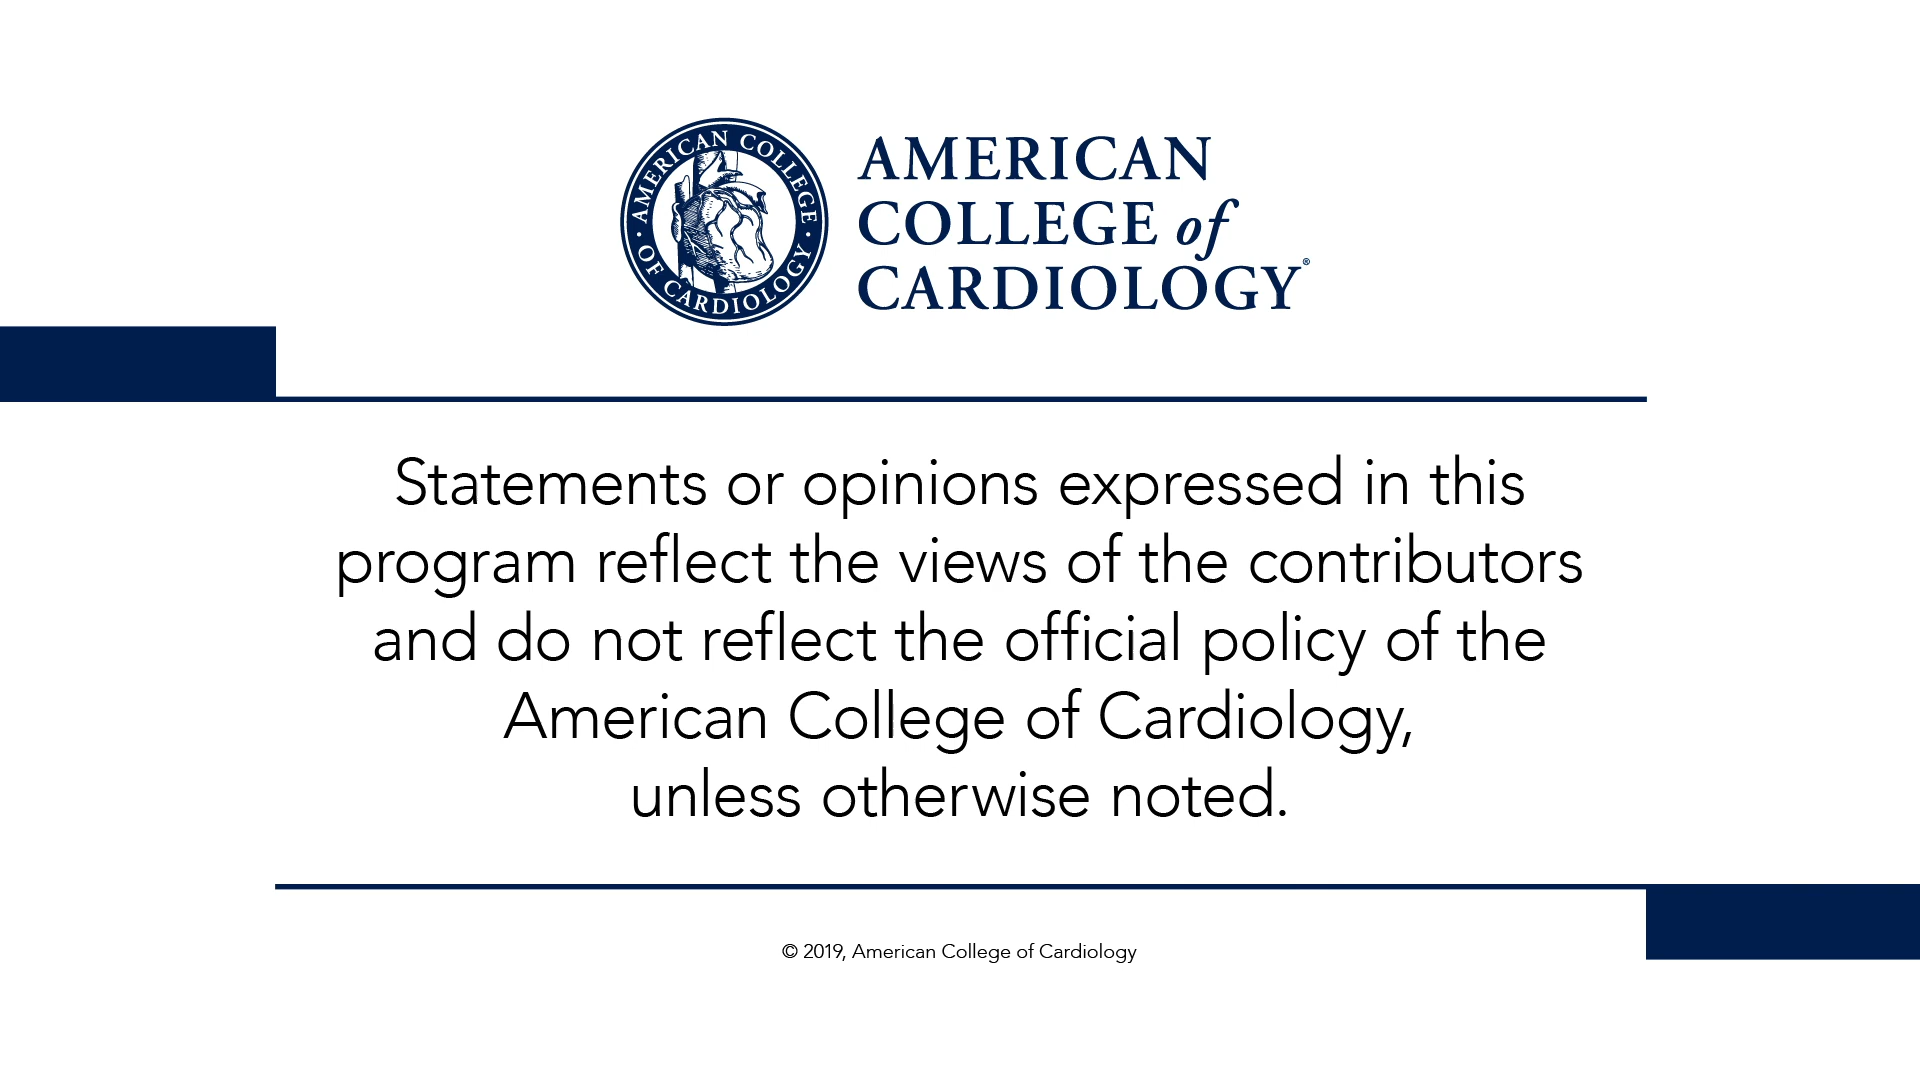 AMERICAN COLLEGE
· OF CARDIOLOGY ·
AMERICAN
COLLEGE of
CARDIOLOGY®
Statements or opinions expressed in this
program reflect the views of the contributors
and do not reflect the official policy of the
American College of Cardiology,
unless otherwise noted.
© 2019, American College of Cardiology